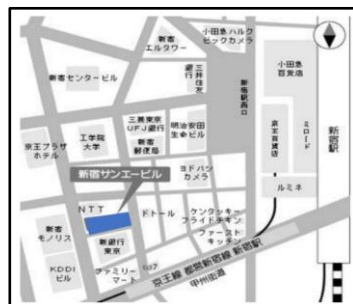 新宿
エルタワー
小田急ハルク
ビックカメラ
小田急
百貨店
新宿センタービル
三井住友
銀行
新宿駅西口
新宿駅
三菱東京
UFJ銀行
明治安田
生命ビル
工学院
大学
新宿
郵便局
京王百貨店
ミロード
京王プラザ
ホテル
ヨドバシ
カメラ
新宿サンエービル
ルミネ
NTT
ドトール
ケンタッキー
フライドチキン
新宿
モノリス
新銀行
東京
ファースト
キッチン
KDDI
ビル
ファミリー
マート
京王線 都営新宿線 新宿駅
甲州街道